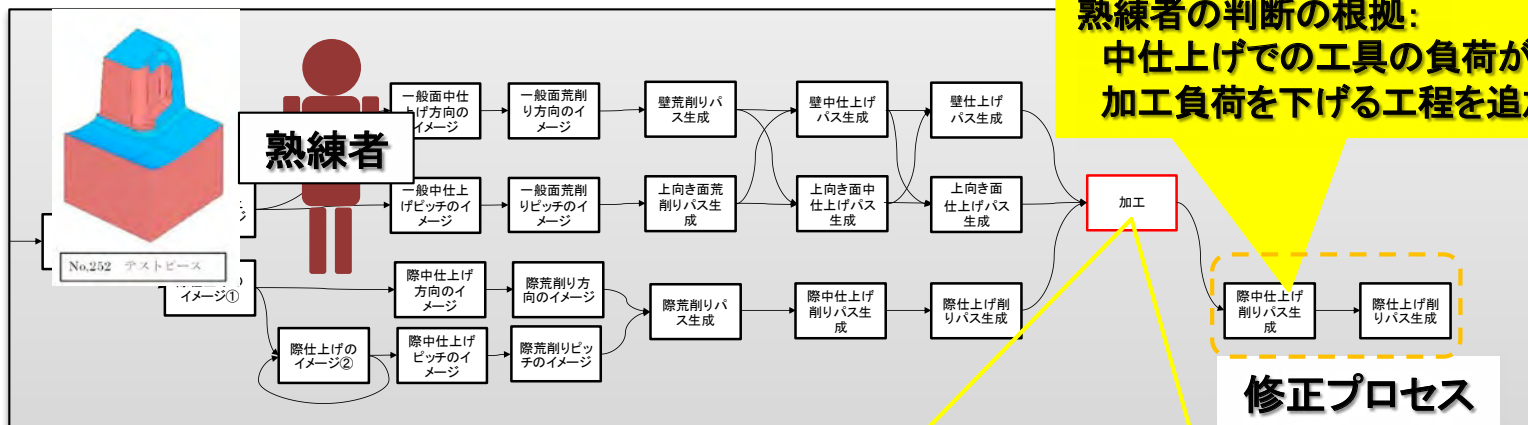 熟練者の判断の根拠:
中仕上げでの工具の負荷が
加工負荷を下げる工程を追
熟練者
No,252 テストピース
一般面中仕
上げ方向の
イメージ
一般面荒削
り方向のイ
メージ
壁荒削りパ
ス生成
壁中仕上げ
パス生成
壁仕上げ
パス生成
一般中仕上
げピッチのイ
メージ
一般面荒削
りピッチのイ
メージ
上向き面荒
削りパス生
成
上向き面中
仕上げパス
生成
上向き面
仕上げパス
生成
加工
イメージ①
際中仕上げ
方向のイメ
ージ
際荒削り方
向のイメージ
際荒削りパ
ス生成
際中仕上げ
削りパス生
成
際仕上げ削
りパス生成
際仕上げの
イメージ②
際中仕上げ
ピッチのイ
メージ
際荒削りピッ
チのイメージ
際中仕上げ
削りパス生
成
際仕上げ削
りパス生成
修正プロセス